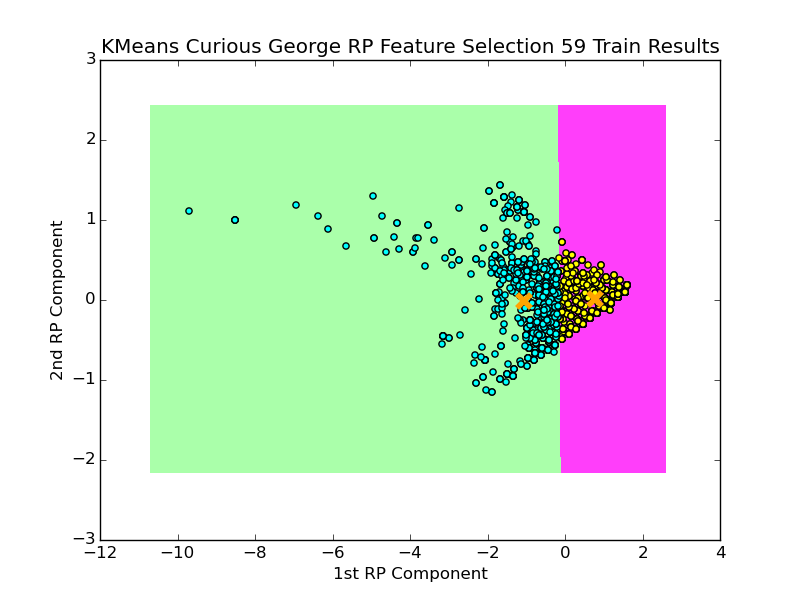 KMeans Curious George RP Feature Selection 59 Train Results
3
2
1
0
−1
−2
−3
2nd RP Component
−12 −10 −8 −6 −4 −2 0 2 4
1st RP Component